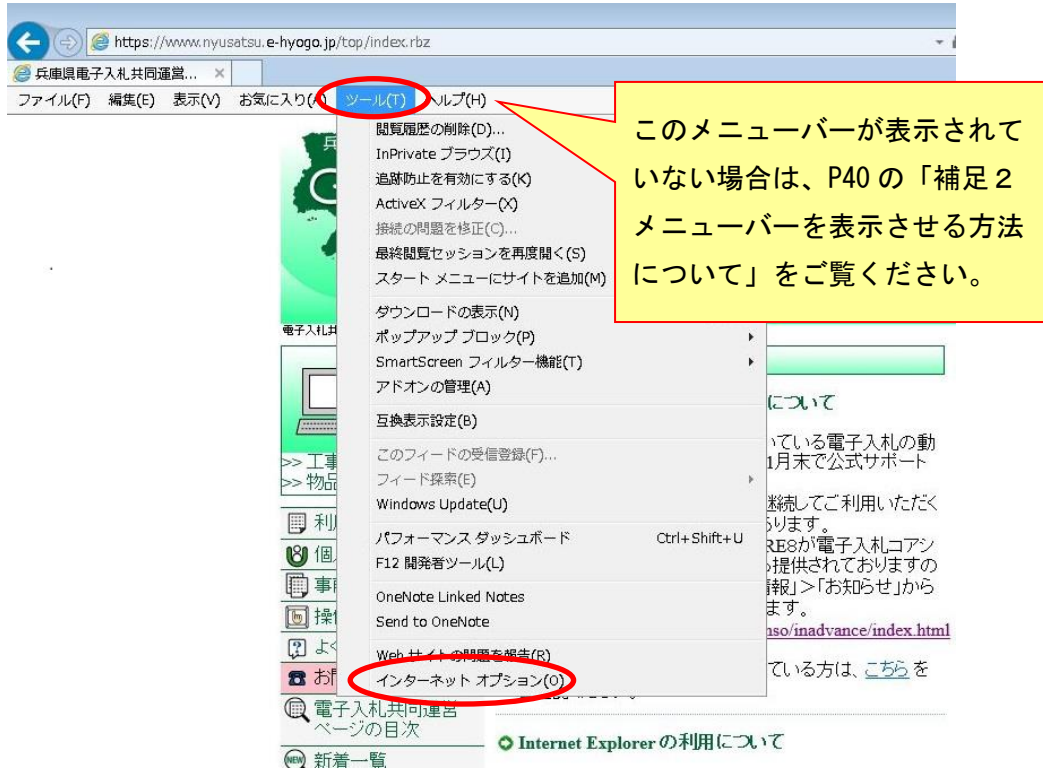 https://www.nyusatsu.e-hyogo.jp/top/index.rbz
兵庫県電子入札共同運営...
ファイル(F) 編集(E) 表示(V) お気に入り(A) ツール(T) ヘルプ(H)
このメニューバーが表示されて
いない場合は、P40の「補足２
メニューバーを表示させる方法
について」をご覧ください。
閲覧履歴の削除(D)...
InPrivate ブラウズ(I)
追跡防止を有効にする(K)
ActiveX フィルター(X)
接続の問題を修正(C)...
最終閲覧セッションを再度開く(S)
スタート メニューにサイトを追加(M)
ダウンロードの表示(N)
ポップアップ ブロック(P)
SmartScreen フィルター機能(T)
アドオンの管理(A)
互換表示設定(B)
このフィードの受信登録(F)...
フィード探索(E)
Windows Update(U)
パフォーマンス ダッシュボード Ctrl+Shift+U
F12 開発者ツール(L)
OneNote Linked Notes
Send to OneNote
Web サイトの問題を報告(R)
インターネット オプション(O)
兵
電子入札共
>> 工事
>> 物品
利用
個人
事前
操作
よく
お問
電子入札共同運営
ページの目次
新着一覧
について
いている電子入札の動
1月末で公式サポート
継続してご利用いただく
ります。
RE8が電子入札コアシ
提供されておりますの
情報」>「お知らせ」から
ます。
nso/inadvance/index.html
ている方は、こちら を
Internet Explorer の利用について